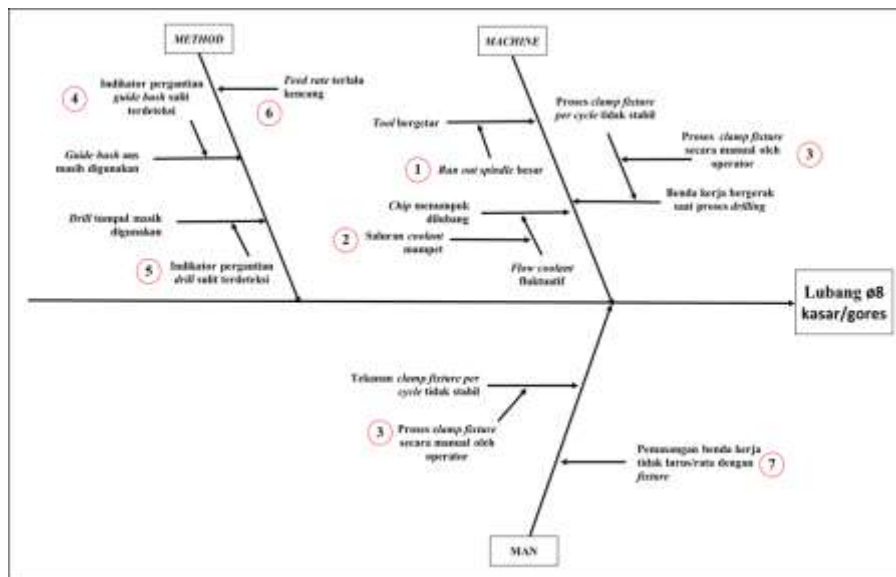 METHOD
MACHINE
4
Indikator pergantian
guide bush sulit
terdeteksi
Feed rate terlalu
kencang
6
Guide bush aus
masih digunakan
Drill tumpul masih
digunakan
5
Indikator pergantian
drill sulit terdeteksi
Tool bergetar
1
Run out spindle besar
Chip menumpuk
dilubang
2
Saluran coolant
mampet
Flow coolant
fluktuatif
Proses clamp fixture
per cycle tidak stabil
Proses clamp fixture
secara manual oleh
operator
3
Benda kerja bergerak
saat proses drilling
Lubang ø8
kasar/gores
Tekanan clamp fixture per
cycle tidak stabil
3
Proses clamp fixture
secara manual oleh
operator
Pemasangan benda kerja
tidak lurus/rata dengan
fixture
7
MAN